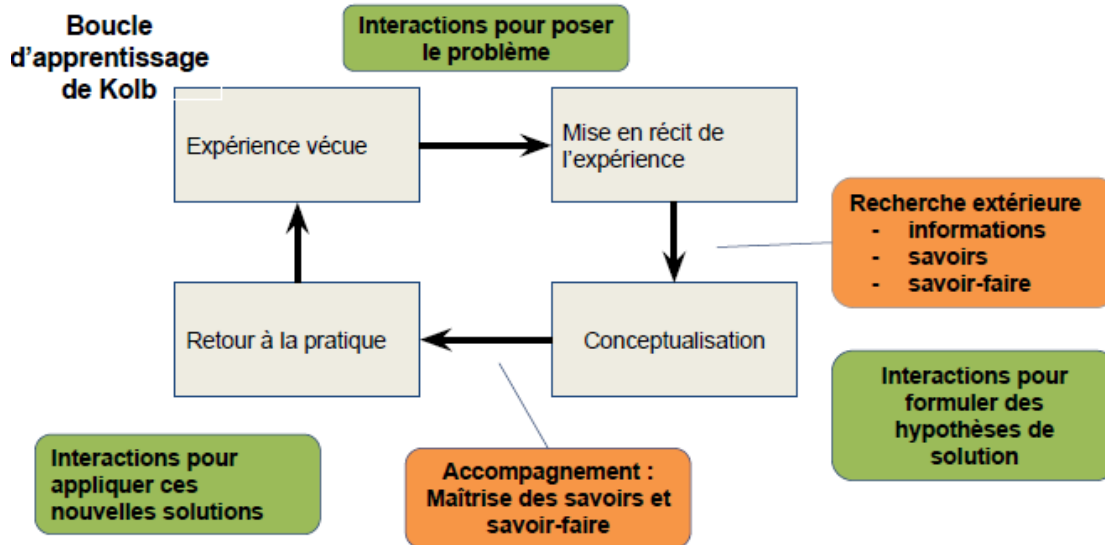 Boucle
d'apprentissage
de Kolb
Interactions pour poser
le problème
Expérience vécue
Mise en récit de
l'expérience
Recherche extérieure
- informations
- savoirs
- savoir-faire
Retour à la pratique
Conceptualisation
Interactions pour
formuler des
hypothèses de
solution
Interactions pour
appliquer ces
nouvelles solutions
Accompagnement :
Maîtrise des savoirs et
savoir-faire